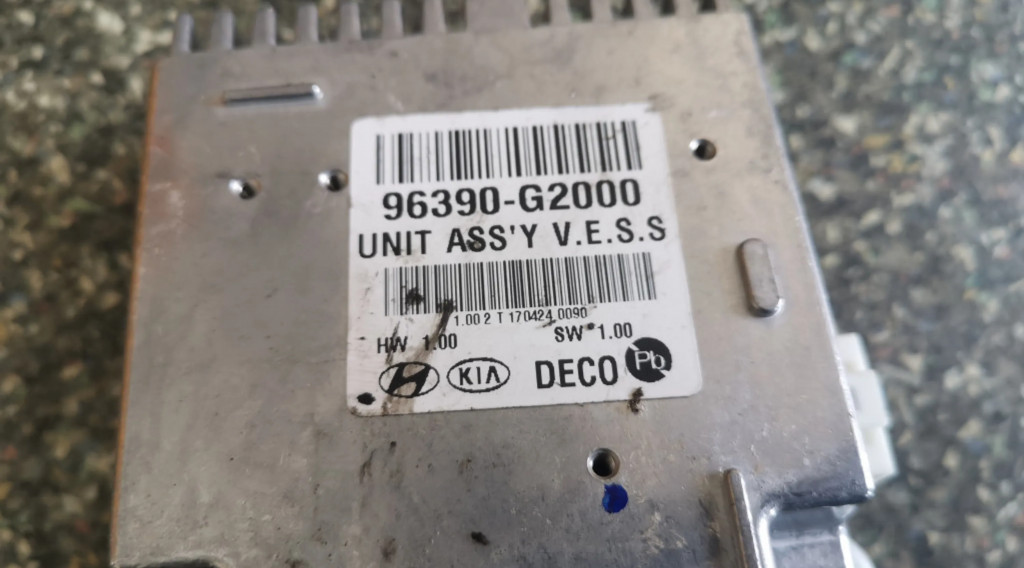 96390-G2000
UNIT ASS'Y V.E.S.S
1.00 2 T 170424 0090
HW 1.00 SW 1.00
KIA DECO Pb